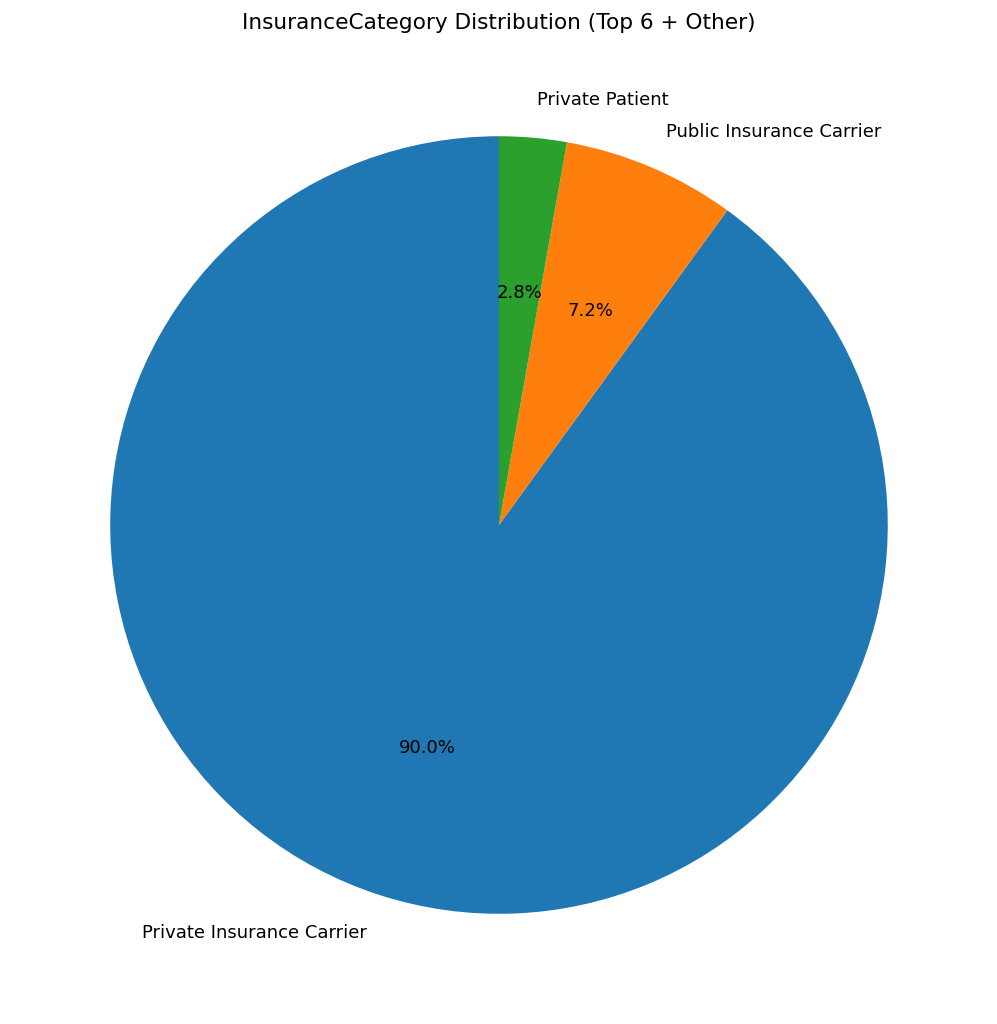 InsuranceCategory Distribution (Top 6 + Other)
Private Patient
Public Insurance Carrier
2.8%
7.2%
90.0%
Private Insurance Carrier